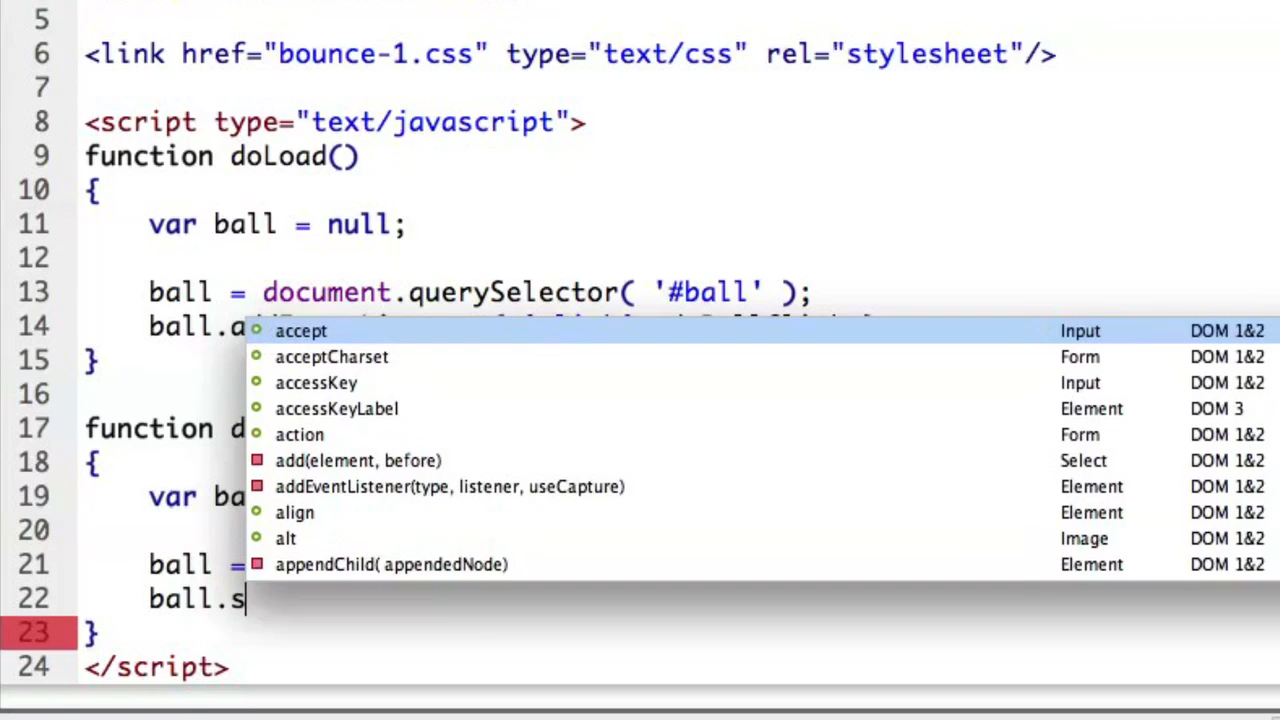 5
6 <link href="bounce-1.css" type="text/css" rel="stylesheet"/>
7
8 <script type="text/javascript">
9 function doLoad()
10 {
11 var ball = null;
12
13 ball = document.querySelector( '#ball' );
14 ball.a
accept Input DOM 1&2
15 }
acceptCharset Form DOM 1&2
accessKey Input DOM 1&2
16
accessKeyLabel Element DOM 3
17 function d
action Form DOM 1&2
18 {
add(element, before) Select DOM 1&2
19 var ba
addEventListener(type, listener, useCapture) Element DOM 1&2
align Element DOM 1&2
20
alt Image DOM 1&2
21 ball =
appendChild( appendedNode) Element DOM 1&2
22 ball.s
23 }
24 </script>